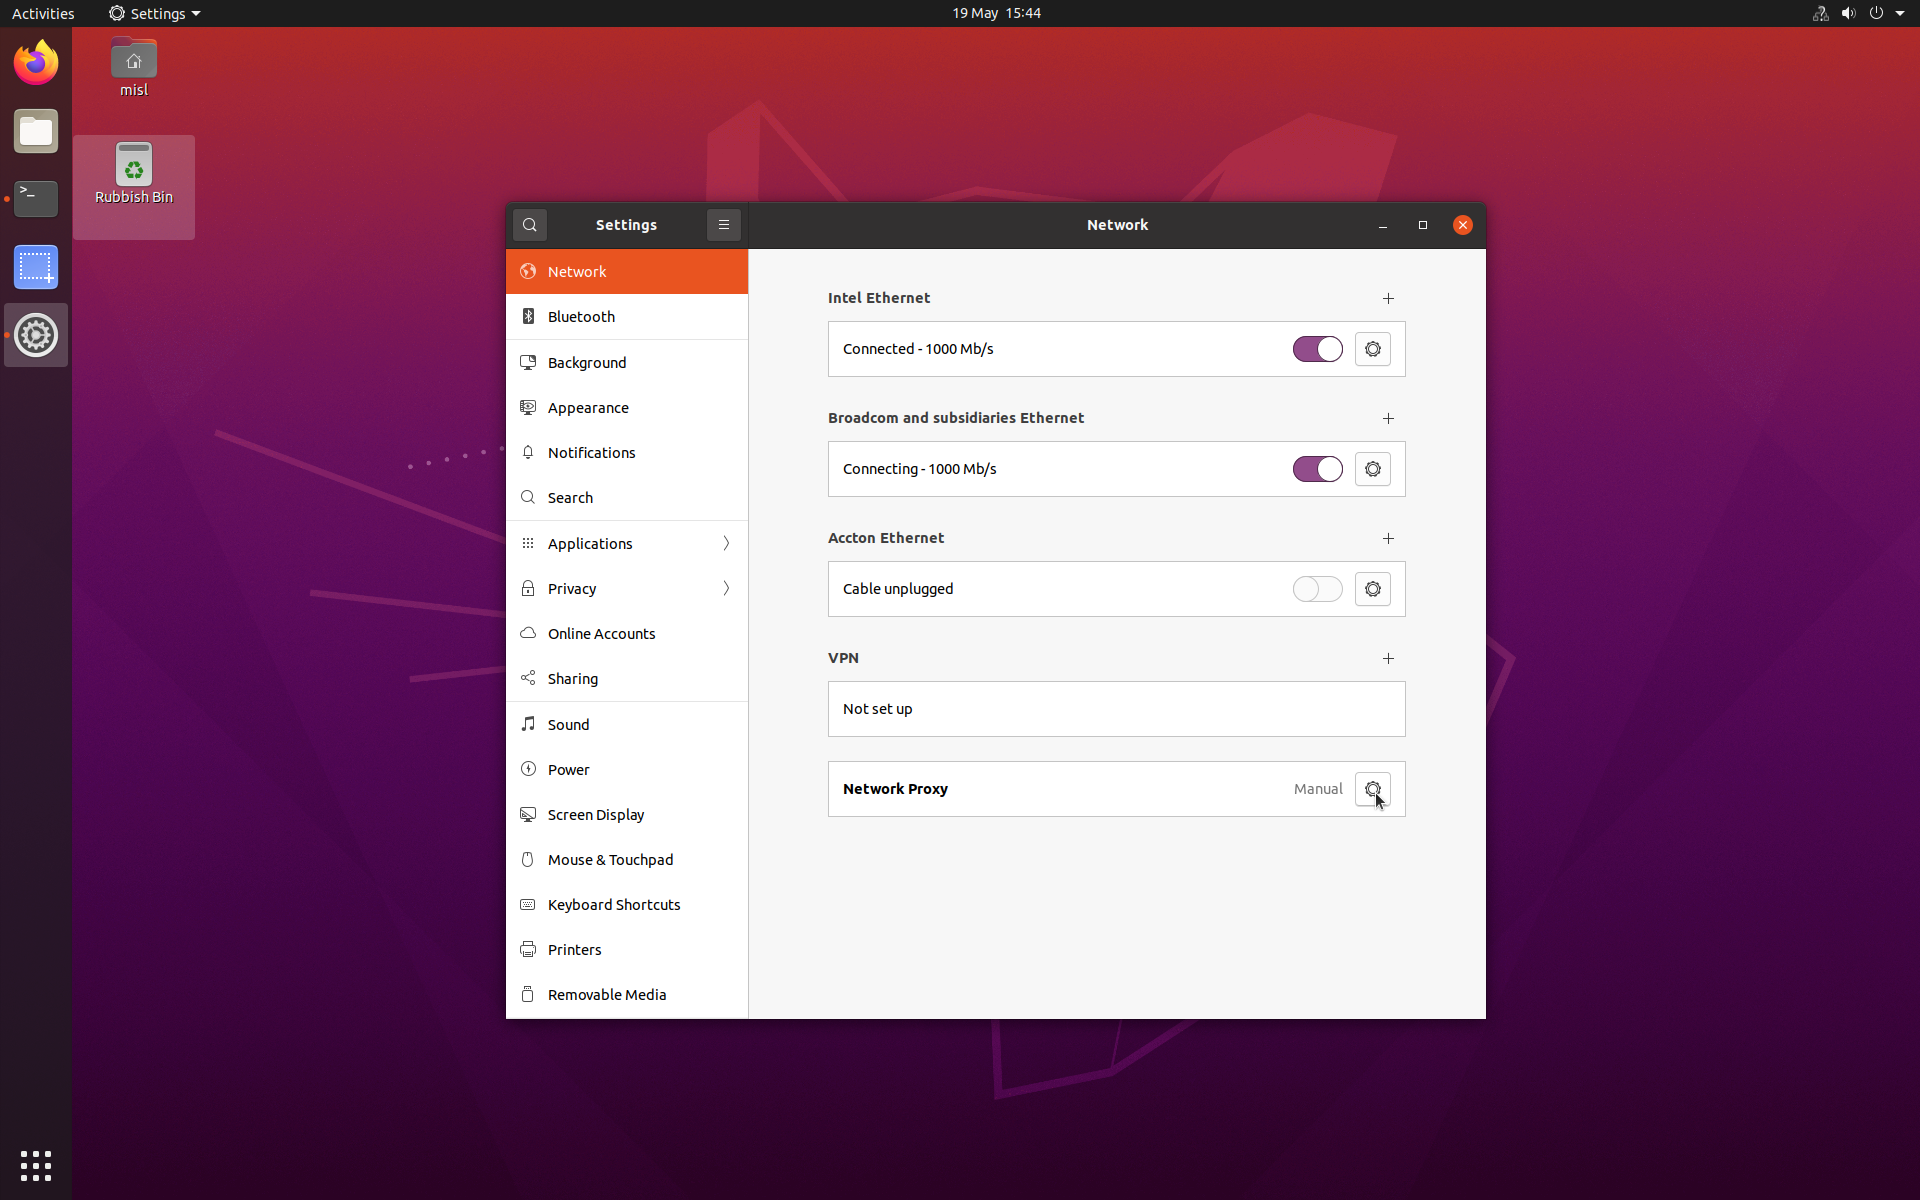 Activities
Settings
19 May 15:44
misl
Rubbish Bin
Settings
Network
Network
Bluetooth
Background
Appearance
Notifications
Search
Applications
Privacy
Online Accounts
Sharing
Sound
Power
Screen Display
Mouse & Touchpad
Keyboard Shortcuts
Printers
Removable Media
Intel Ethernet
Connected - 1000 Mb/s
Broadcom and subsidiaries Ethernet
Connecting - 1000 Mb/s
Accton Ethernet
Cable unplugged
VPN
Not set up
Network Proxy Manual